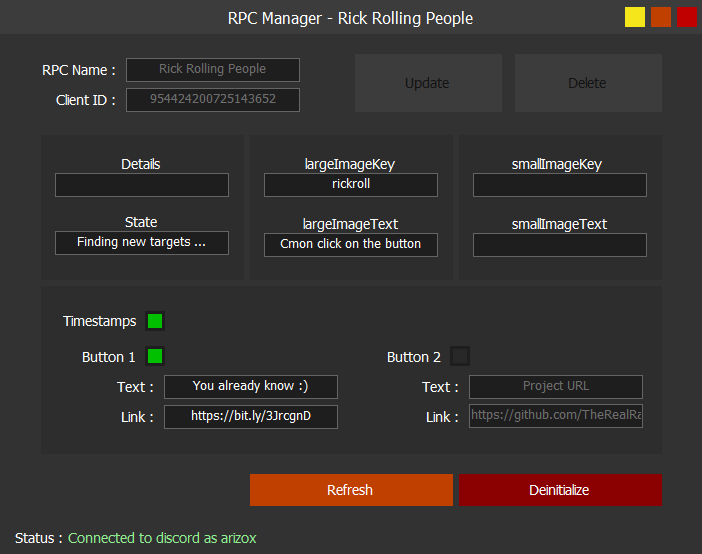 RPC Manager - Rick Rolling People
RPC Name : Rick Rolling People
Client ID : 954424200725143652
Update
Delete
Details
State
Finding new targets ...
largeImageKey
rickroll
largeImageText
Cmon click on the button
smallImageKey
smallImageText
Timestamps
Button 1
Text : You already know :)
Link : https://bit.ly/3JrcgnD
Button 2
Text : Project URL
Link : https://github.com/TheRealRa
Refresh
Deinitialize
Status : Connected to discord as arizox